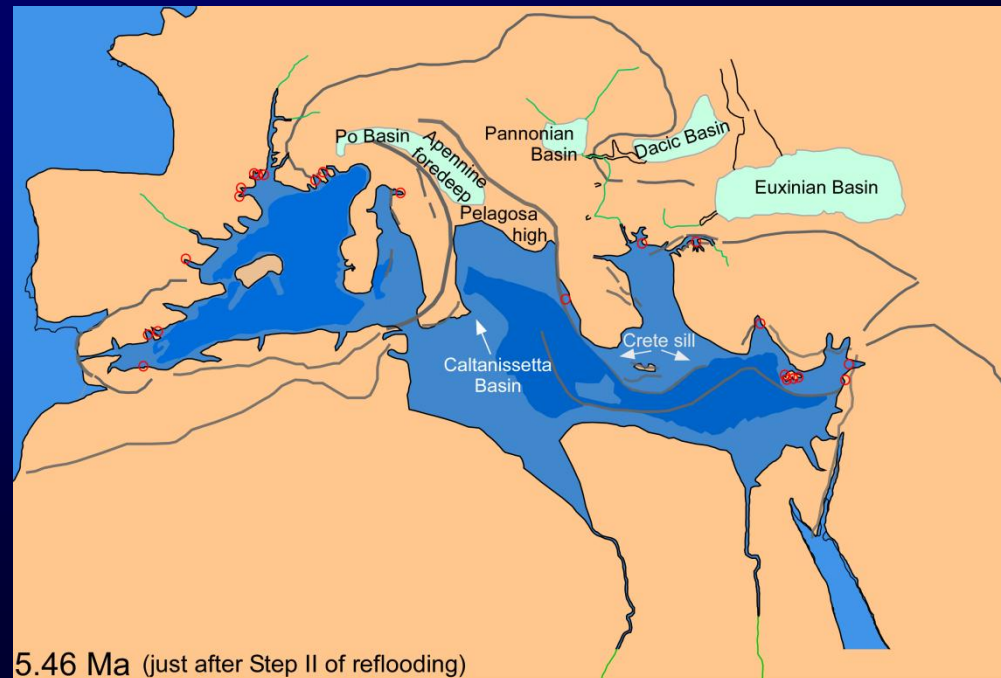 Po Basin
Apennine
foredeep
Pannonian
Basin
Dacic Basin
Euxinian Basin
Pelagosa
high
Crete sill
Caltanissetta
Basin
5.46 Ma (just after Step II of reflooding)